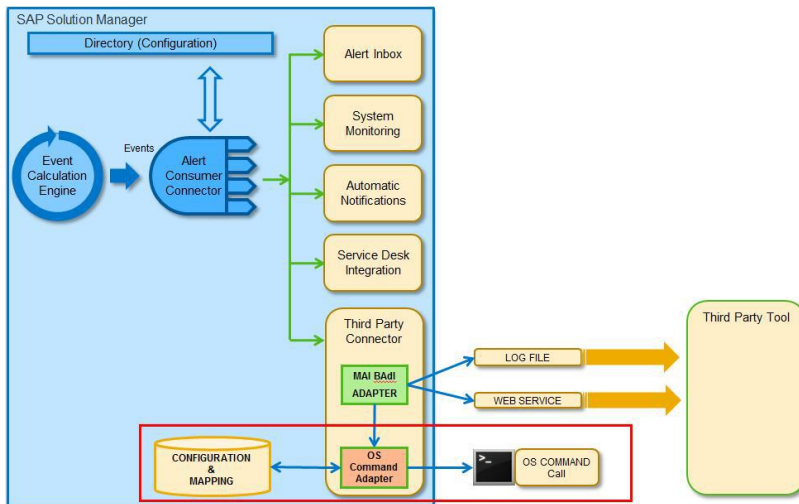 SAP Solution Manager
Directory (Configuration)
Event
Calculation
Engine
Events
Alert
Consumer
Connector
Alert Inbox
System
Monitoring
Automatic
Notifications
Service Desk
Integration
Third Party
Connector
MAI BAdI
ADAPTER
LOG FILE
WEB SERVICE
Third Party Tool
CONFIGURATION
&
MAPPING
OS
Command
Adapter
>_
OS COMMAND
Call